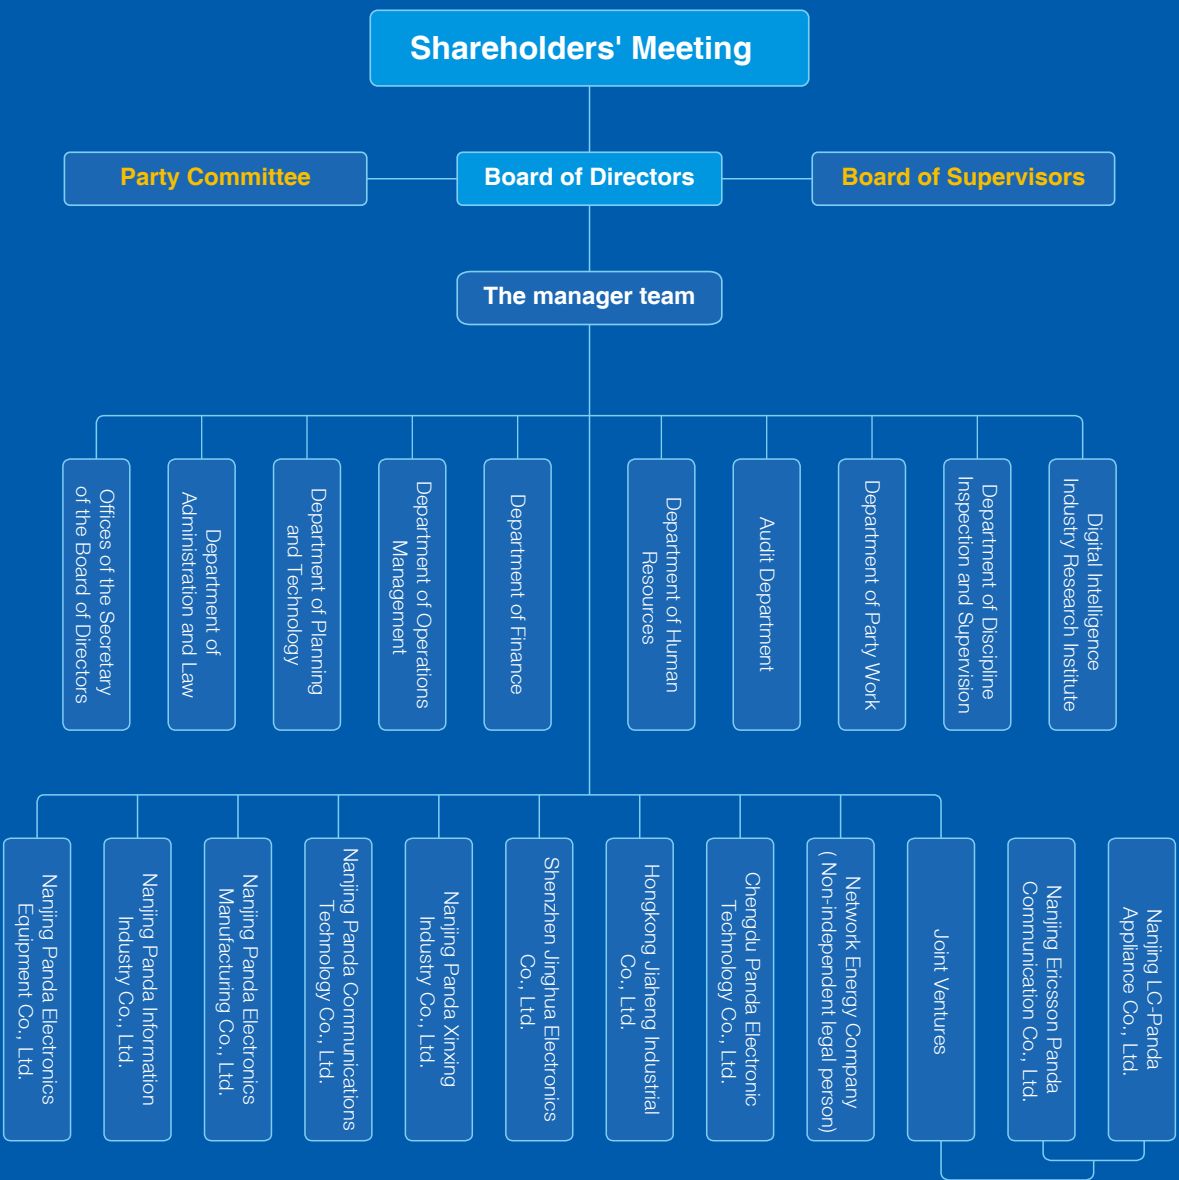 Shareholders' Meeting
Party Committee
Board of Directors
Board of Supervisors
The manager team
Offices of the Secretary
of the Board of Directors
Department of
Administration and Law
Department of Planning
and Technology
Department of Operations
Management
Department of Finance
Department of Human
Resources
Audit Department
Department of Party Work
Department of Discipline
Inspection and Supervision
Digital Intelligence
Industry Research Institute
Nanjing Panda Electronics
Equipment Co., Ltd.
Nanjing Panda Information
Industry Co., Ltd.
Nanjing Panda Electronics
Manufacturing Co., Ltd.
Nanjing Panda Communications
Technology Co., Ltd.
Nanjing Panda Xinxing
Industry Co., Ltd.
Shenzhen Jinghua Electronics
Co., Ltd.
Hongkong Jiaheng Industrial
Co., Ltd.
Chengdu Panda Electronic
Technology Co., Ltd.
Network Energy Company
( Non-independent legal person)
Joint Ventures
Nanjing Ericsson Panda
Communication Co., Ltd.
Nanjing LC-Panda
Appliance Co., Ltd.